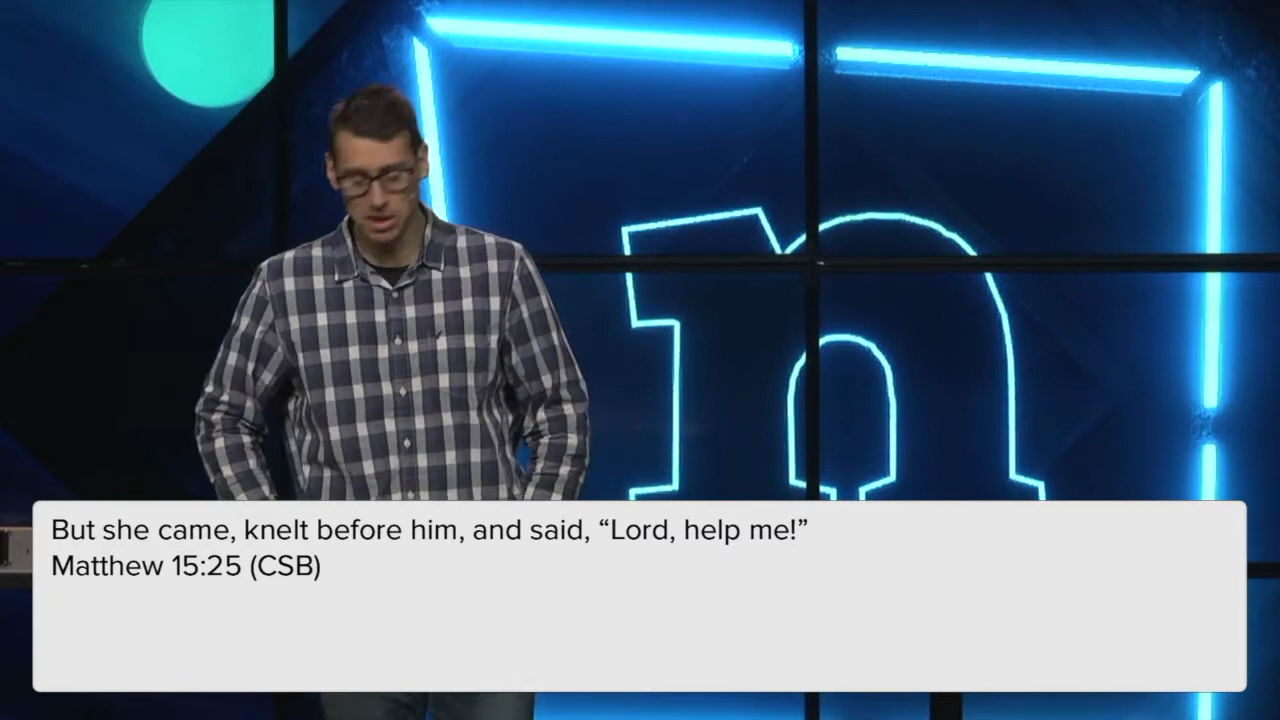 n
But she came, knelt before him, and said, “Lord, help me!”
Matthew 15:25 (CSB)